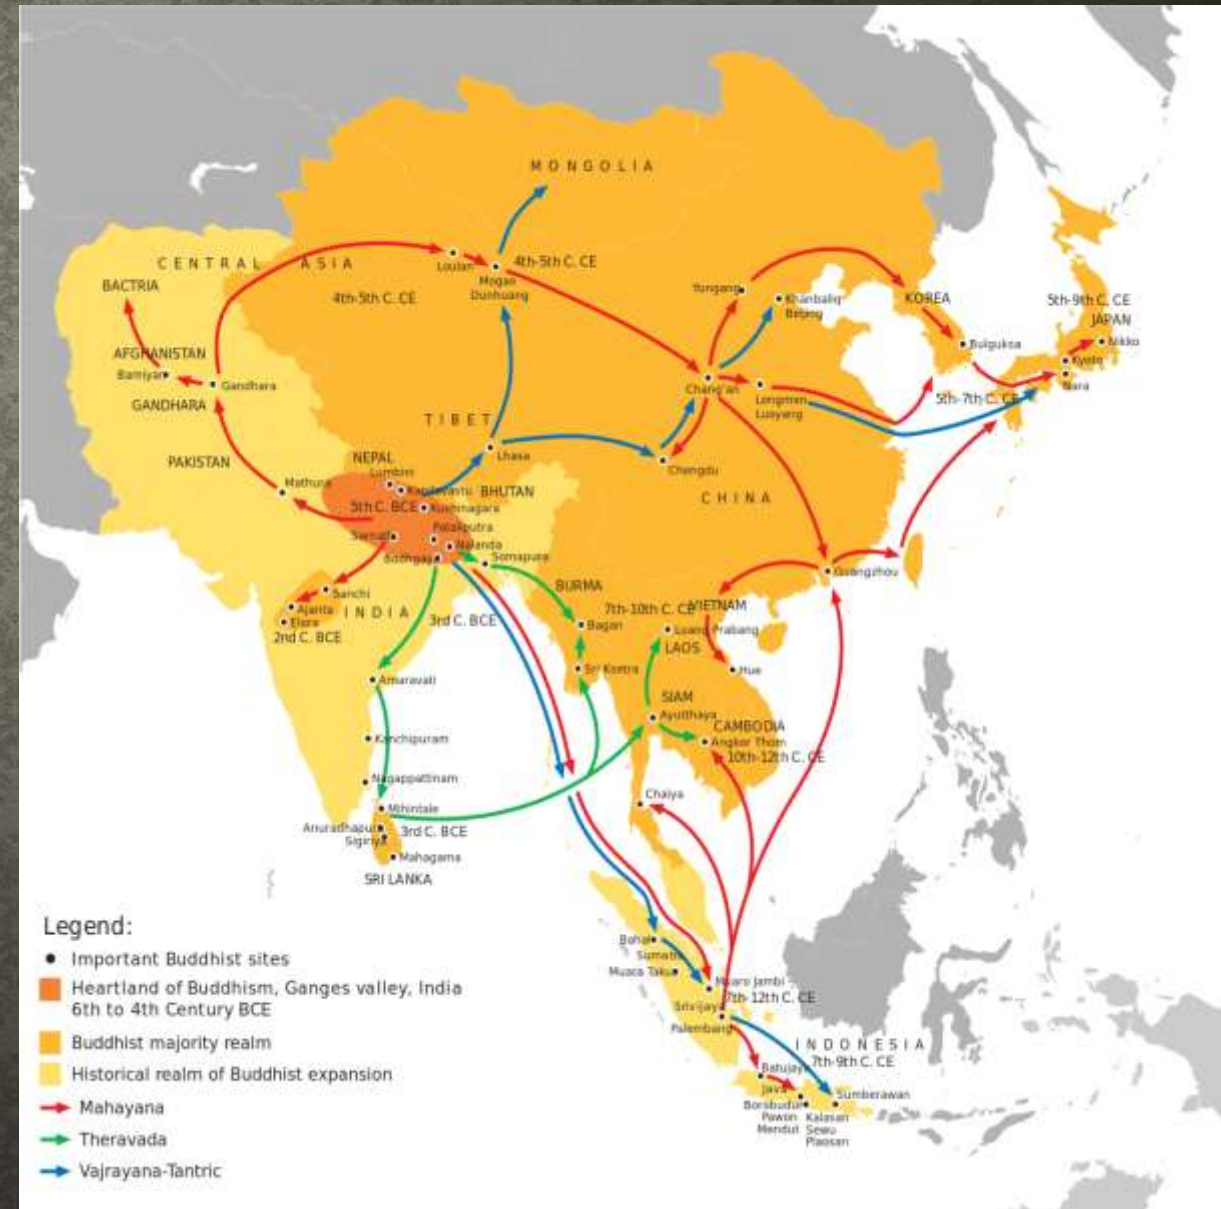 MONGOLIA
CENTRAL ASIA
BACTRIA
4th-5th C. CE
Loulan
Mogao
Dunhuang
4th-5th C. CE
Yungang
Khanbaliq
Beijing
KOREA
5th-9th C. CE
JAPAN
Bulguksa
Nikko
Kyoto
Nara
AFGHANISTAN
Bamiyan
Gandhara
GANDHARA
Chang'an
Longmen
Luoyang
5th-7th C. CE
TIBET
PAKISTAN
NEPAL
Lumbini
Kapilavastu
BHUTAN
Lhasa
Chengdu
CHINA
Mathura
5th C. BCE
Kushinagara
Sarnath
Pataliputra
Nalanda
Bodhgaya
Somapura
Guangzhou
BURMA
7th-10th C. CE
VIETNAM
Sanchi
Ajanta
Elora
INDIA
2nd C. BCE
3rd C. BCE
Bagan
Luang Prabang
LAOS
Sri Ksetra
Hue
Amaravati
SIAM
Ayutthaya
CAMBODIA
Angkor Thom
10th-12th C. CE
Kanchipuram
Nagappattinam
Chaiya
Mihintale
Anuradhapura
3rd C. BCE
Sigiriya
Mahagama
SRI LANKA
Bahal
Sumatra
Muara Takus
Muaro Jambi
7th-12th C. CE
Srivijaya
Palembang
INDONESIA
7th-9th C. CE
Batujaya
Java
Sumberawan
Borobudur
Pawon
Mendut
Kalasan
Sewu
Plaosan
Legend:
Important Buddhist sites
Heartland of Buddhism, Ganges valley, India
6th to 4th Century BCE
Buddhist majority realm
Historical realm of Buddhist expansion
Mahayana
Theravada
Vajrayana-Tantric